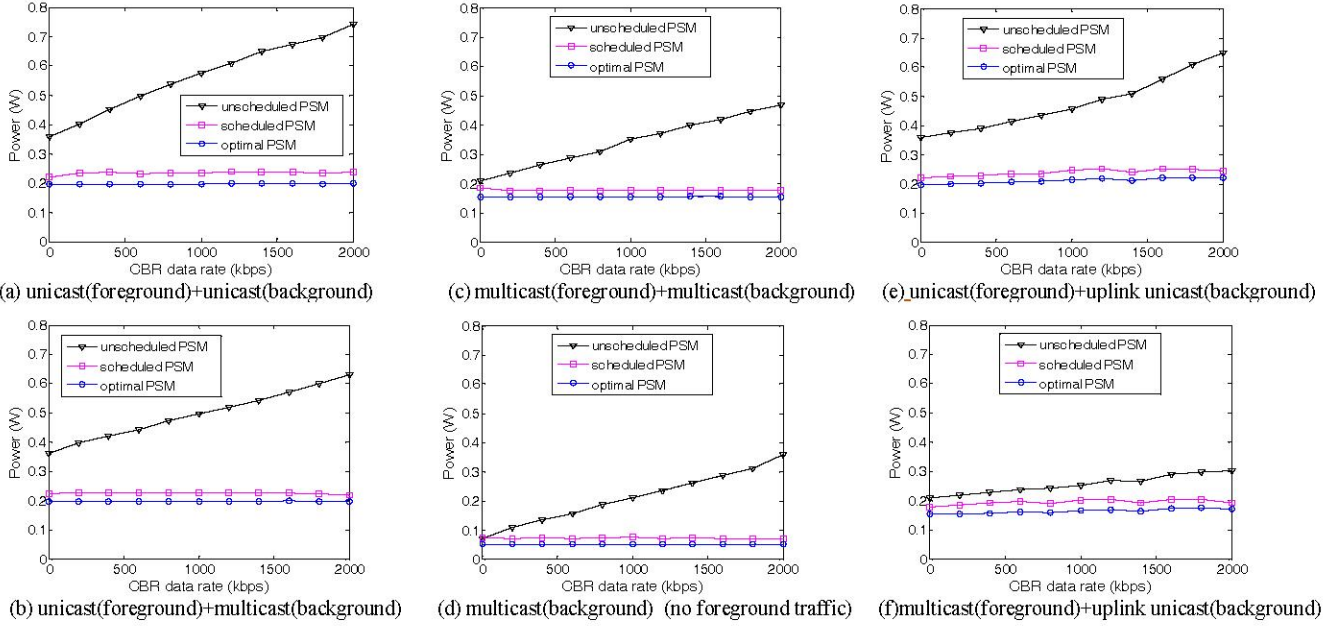 0.8
0.7
0.6
0.5
0.4
0.3
0.2
0.1
0
Power (W)
unscheduled PSM
scheduled PSM
optimal PSM
0 500 1000 1500 2000
CBR data rate (kbps)
(a) unicast(foreground)+unicast(background)
0.8
0.7
0.6
0.5
0.4
0.3
0.2
0.1
0
Power (W)
unscheduled PSM
scheduled PSM
optimal PSM
0 500 1000 1500 2000
CBR data rate (kbps)
(c) multicast(foreground)+multicast(background)
0.8
0.7
0.6
0.5
0.4
0.3
0.2
0.1
0
Power (W)
unscheduled PSM
scheduled PSM
optimal PSM
0 500 1000 1500 2000
CBR data rate (kbps)
(e) unicast(foreground)+uplink unicast(background)
0.8
0.7
0.6
0.5
0.4
0.3
0.2
0.1
0
Power (W)
unscheduled PSM
scheduled PSM
optimal PSM
0 500 1000 1500 2000
CBR data rate (kbps)
(b) unicast(foreground)+multicast(background)
0.8
0.7
0.6
0.5
0.4
0.3
0.2
0.1
0
Power (W)
unscheduled PSM
scheduled PSM
optimal PSM
0 500 1000 1500 2000
CBR data rate (kbps)
(d) multicast(background) (no foreground traffic)
0.8
0.7
0.6
0.5
0.4
0.3
0.2
0.1
0
Power (W)
unscheduled PSM
scheduled PSM
optimal PSM
0 500 1000 1500 2000
CBR data rate (kbps)
(f)multicast(foreground)+uplink unicast(background)